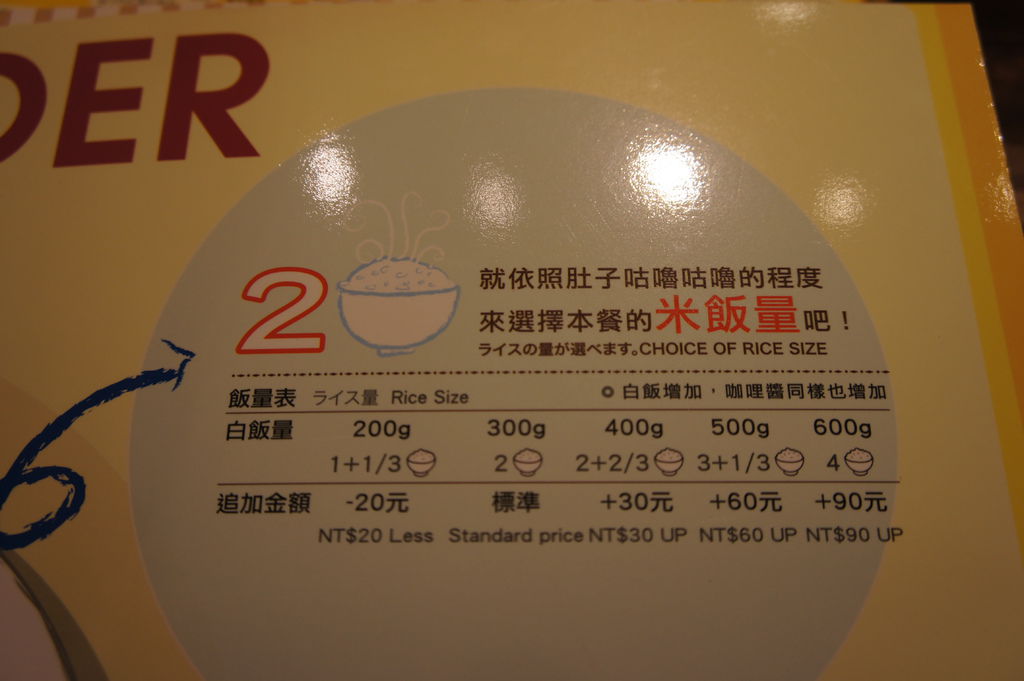 DER
2
就依照肚子咕嚕咕嚕的程度
來選擇本餐的米飯量吧！
ライスの量が選べます。CHOICE OF RICE SIZE
飯量表 ライス量 Rice Size ◎白飯增加，咖哩醬同樣也增加
白飯量 200g 300g 400g 500g 600g
1+1/3 2 2+2/3 3+1/3 4
追加金額 -20元 標準 +30元 +60元 +90元
NT$20 Less Standard price NT$30 UP NT$60 UP NT$90 UP